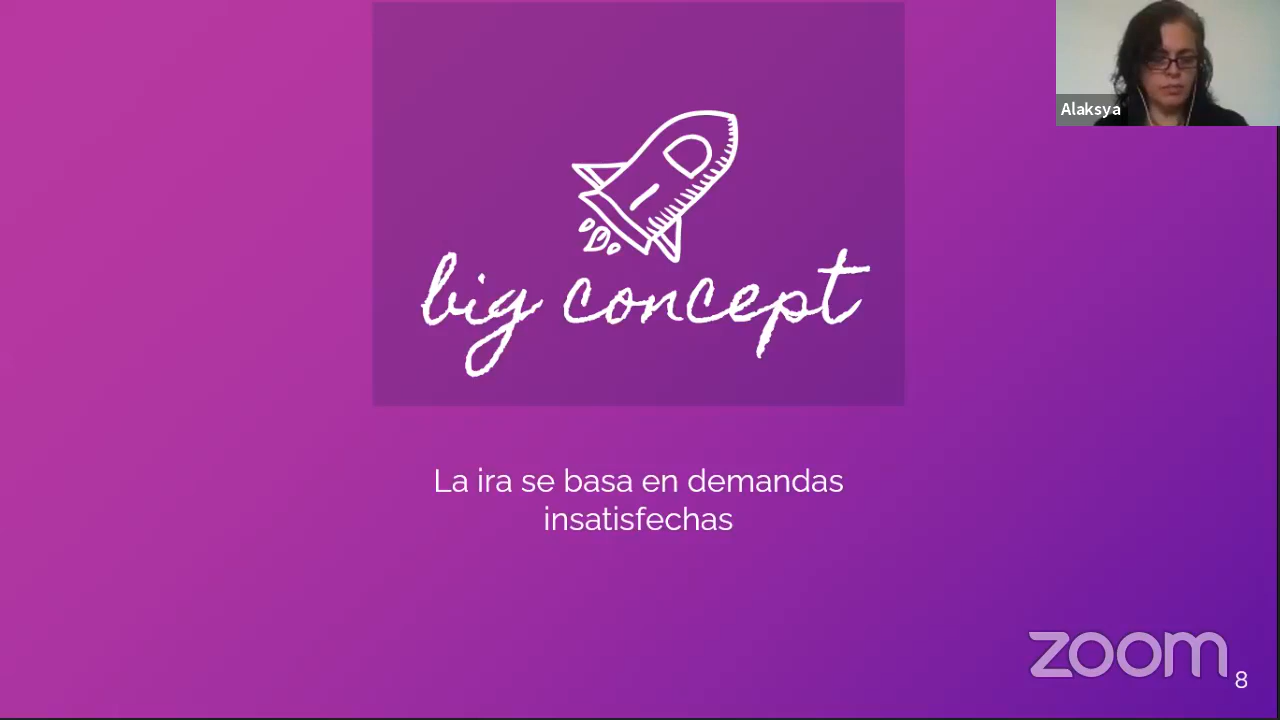 Alaksya
big concept
La ira se basa en demandas
insatisfechas
zoom
8